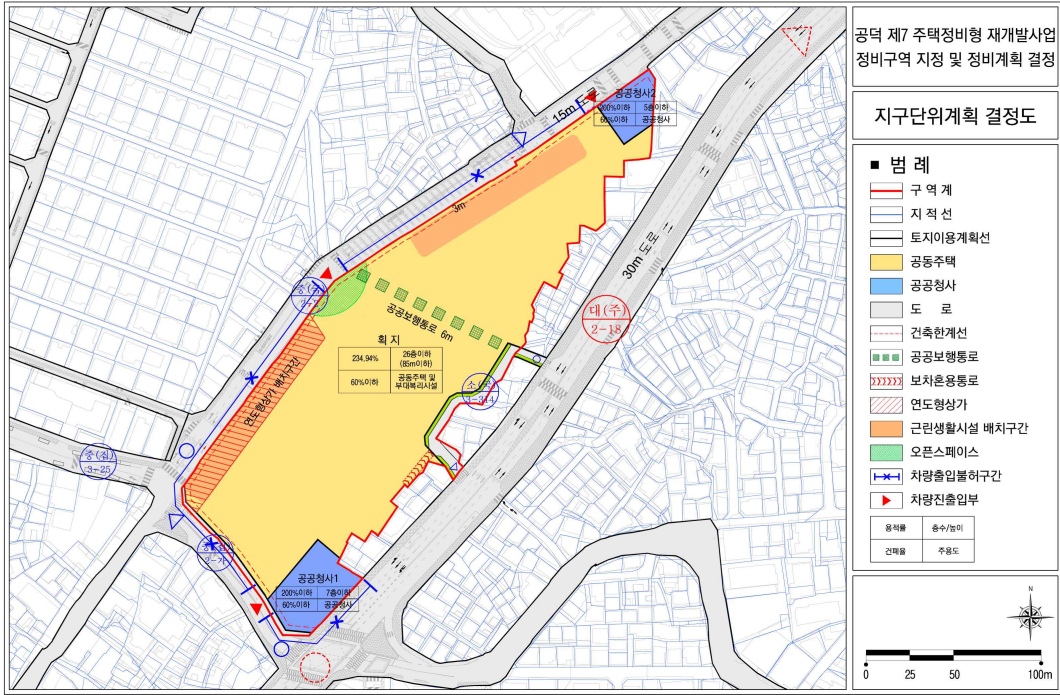 공덕 제7 주택정비형 재개발사업
정비구역 지정 및 정비계획 결정
지구단위계획 결정도
■ 범 례
구 역 계
지 적 선
토지이용계획선
공동주택
공공청사
도 로
건축한계선
공공보행통로
보차혼용통로
연도형상가
근린생활시설 배치구간
오픈스페이스
차량출입불허구간
차량진출입부
용적률 층수/높이
건폐율 주용도
N
0 25 50 100m
공공청사2
200%이하 5층이하
60%이하 공공청사
15m 도로
3m
30m 도로
대(주)
2-18
공공보행통로 6m
획 지
234.94% 26층이하
(85m이하)
60%이하 공동주택 및
부대복리시설
연도형상가 배치구간
3-314
중(집)
3-25
공공청사1
200%이하 7층이하
60%이하 공공청사